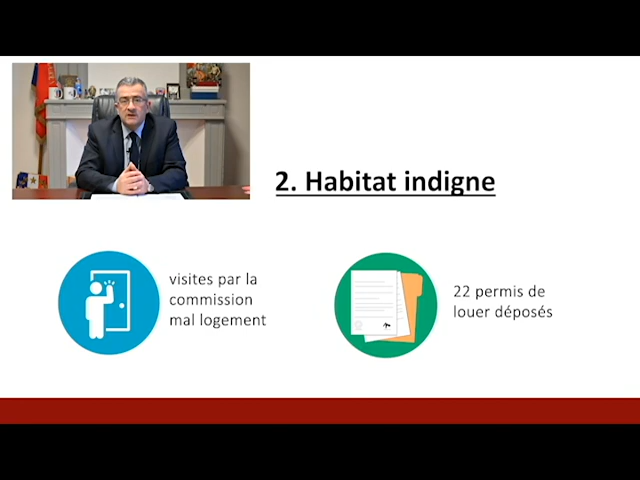 2. Habitat indigne
visites par la
commission
mal logement
22 permis de
louer déposés